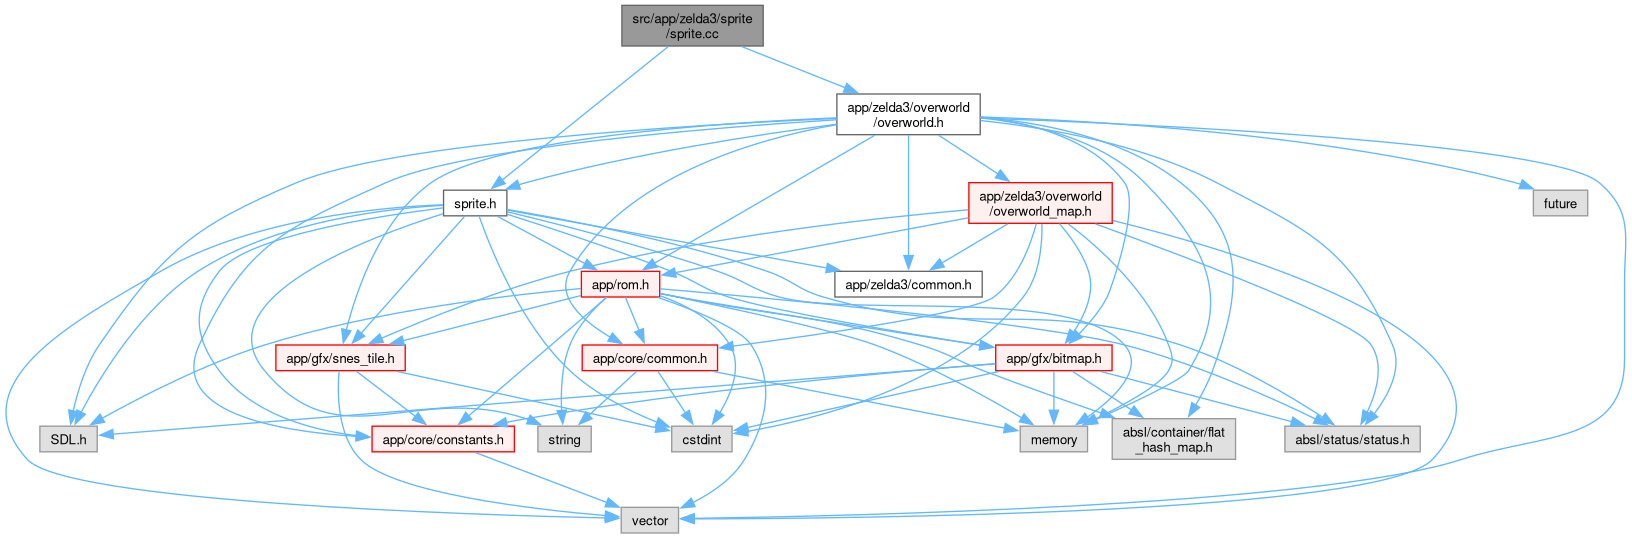 src/app/zelda3/sprite
/sprite.cc
app/zelda3/overworld
/overworld.h
sprite.h
app/zelda3/overworld
/overworld_map.h
future
app/rom.h
app/zelda3/common.h
app/gfx/snes_tile.h
app/core/common.h
app/gfx/bitmap.h
SDL.h
app/core/constants.h
string
cstdint
memory
absl/container/flat
_hash_map.h
absl/status/status.h
vector